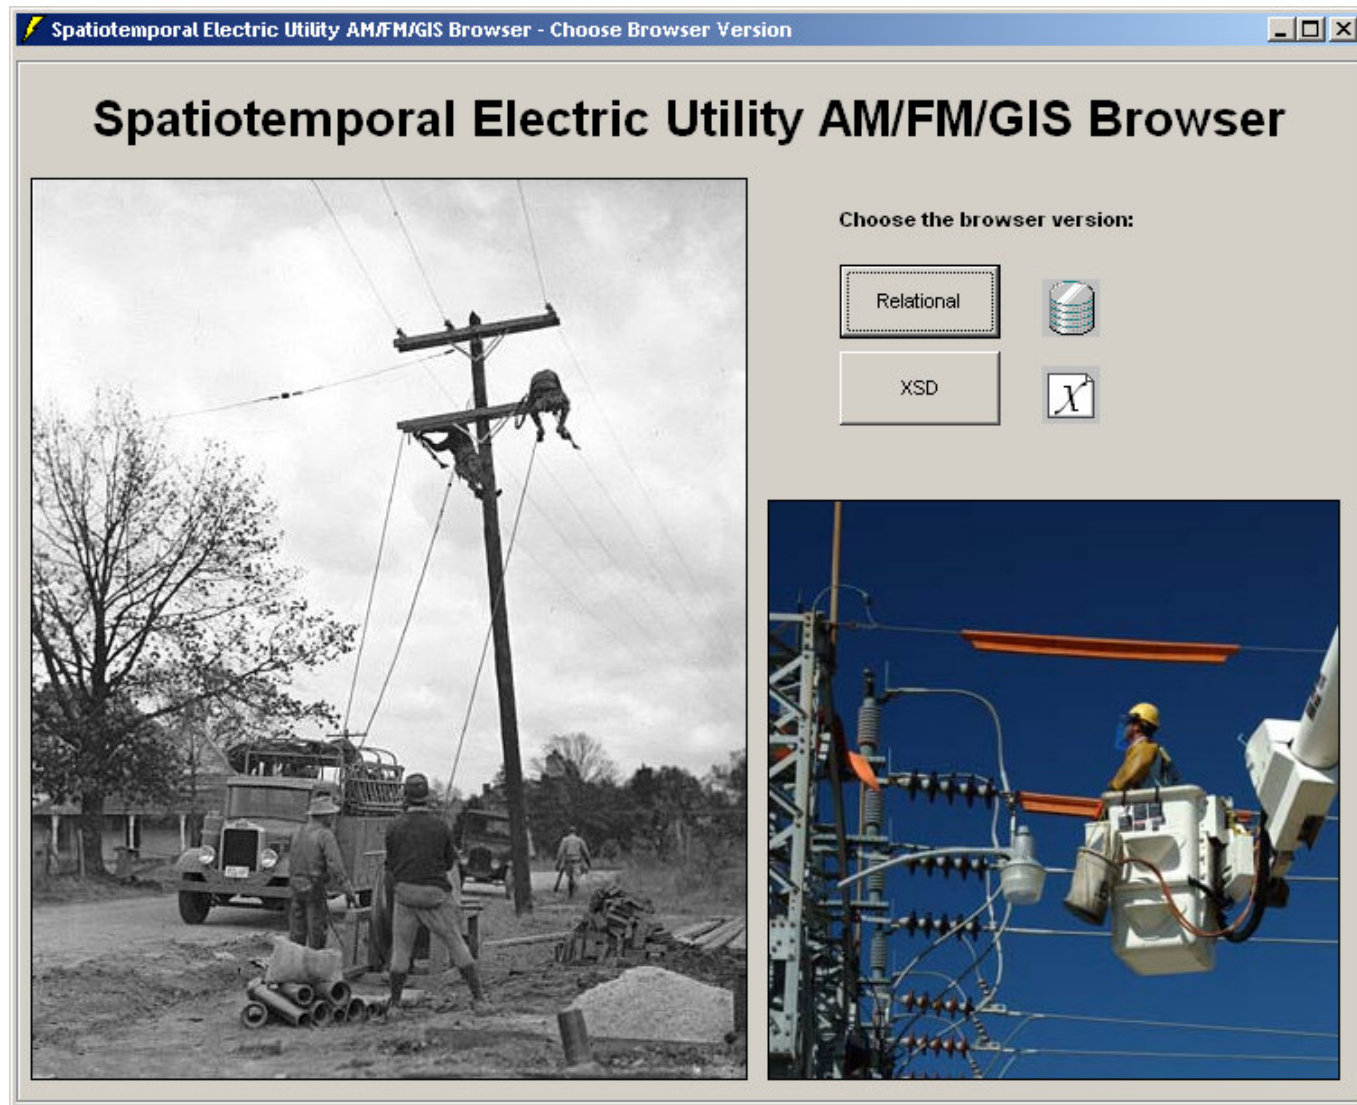 Spatiotemporal Electric Utility AM/FM/GIS Browser - Choose Browser Version
Spatiotemporal Electric Utility AM/FM/GIS Browser
Choose the browser version:
Relational
XSD
X